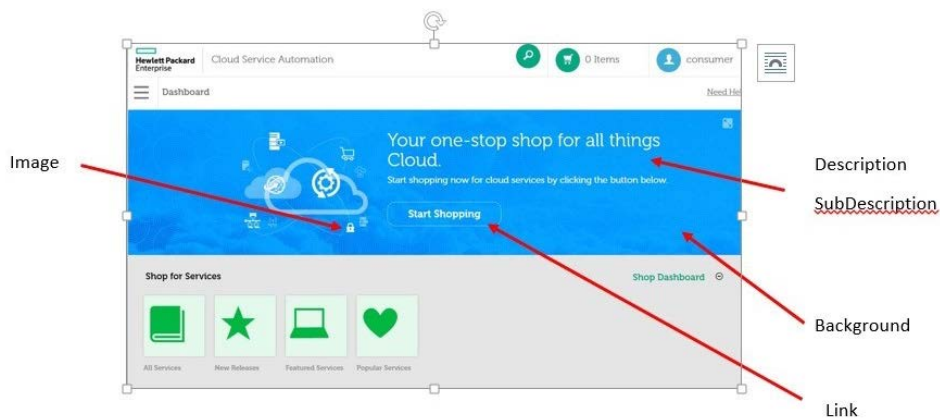 Hewlett Packard
Enterprise
Cloud Service Automation
0 Items
consumer
Dashboard
Need Hel
Image
Your one-stop shop for all things
Cloud.
Start shopping now for cloud services by clicking the button below.
Start Shopping
Description
SubDescription
Shop for Services
Shop Dashboard
Background
All Services
New Releases
Featured Services
Popular Services
Link